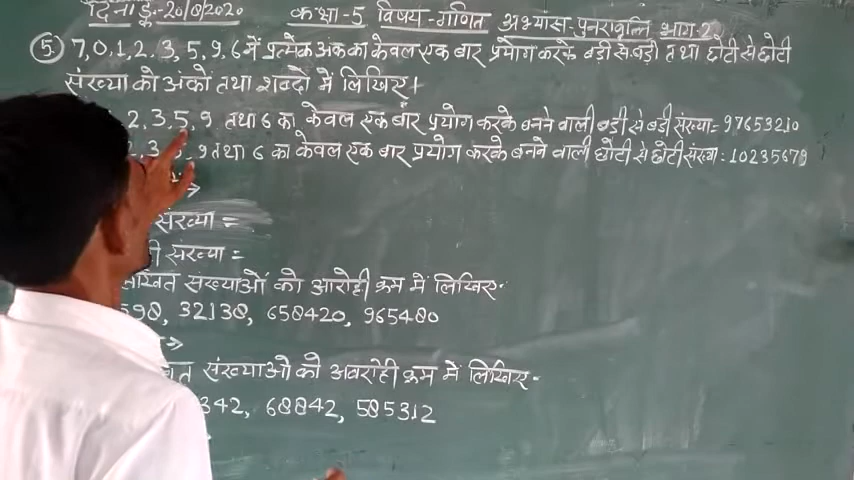 दिनाङ्क-20/8/2020 कक्षा-5 विषय-गणित अभ्यास-पुनरावृत्ति भाग-2
5) 7,0,1,2,3,5,9,6 में प्रत्येक अंक का केवल एक बार प्रयोग करके बड़ी से बड़ी तथा छोटी से छोटी
संख्या को अंकों तथा शब्दों में लिखिए।
2,3,5,9 तथा 6 का केवल एक बार प्रयोग करके बनने वाली बड़ी से बड़ी संख्या=97653210
9 तथा 6 का केवल एक बार प्रयोग करके बनने वाली छोटी से छोटी संख्या:10235679
संख्या =
संख्या =
संख्याओं को आरोही क्रम में लिखिए-
598, 32138, 658420, 965480
संख्याओं को अवरोही क्रम में लिखिए-
342, 68842, 585312